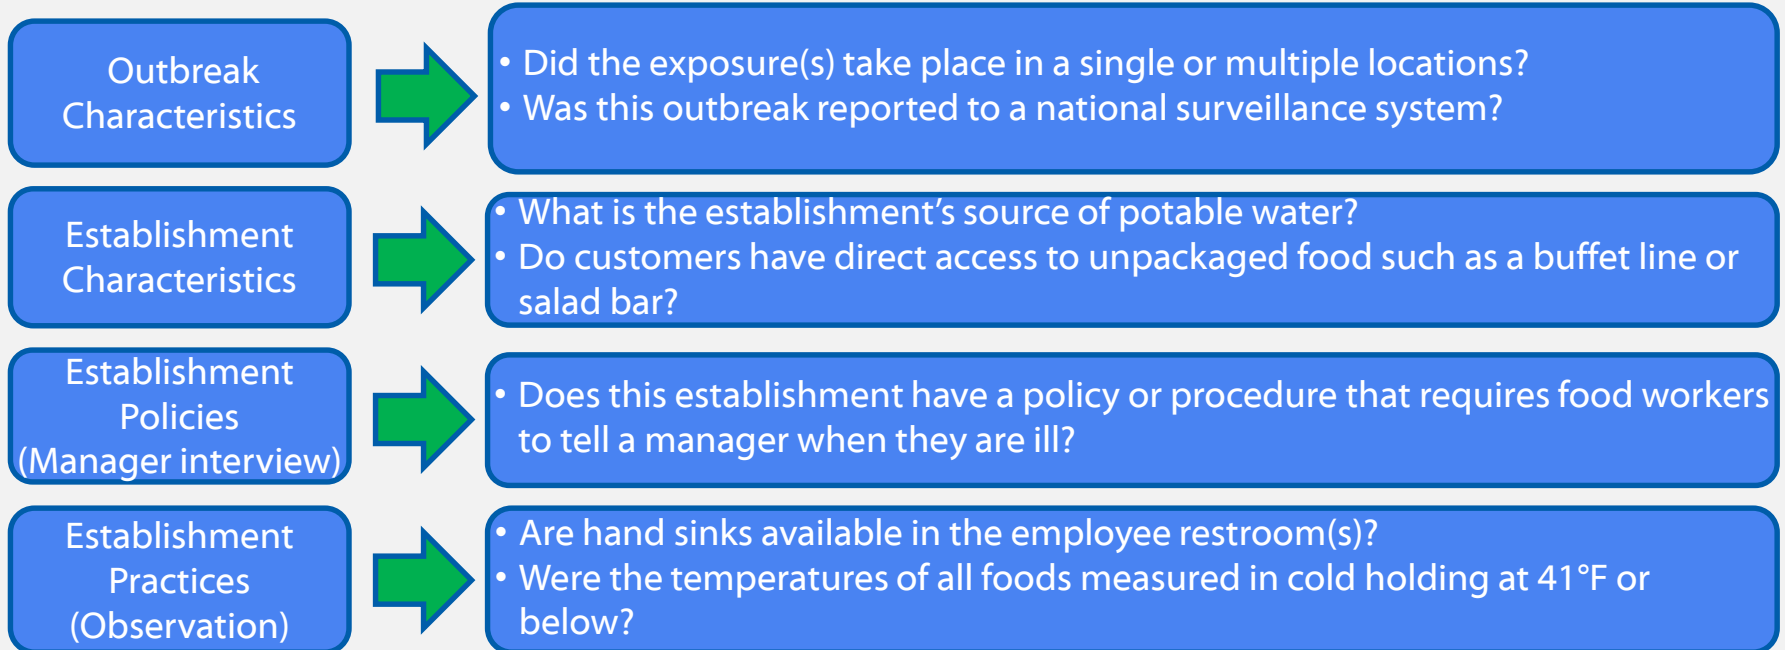 Outbreak
Characteristics
• Did the exposure(s) take place in a single or multiple locations?
• Was this outbreak reported to a national surveillance system?
Establishment
Characteristics
• What is the establishment’s source of potable water?
• Do customers have direct access to unpackaged food such as a buffet line or
salad bar?
Establishment
Policies
(Manager interview)
• Does this establishment have a policy or procedure that requires food workers
to tell a manager when they are ill?
Establishment
Practices
(Observation)
• Are hand sinks available in the employee restroom(s)?
• Were the temperatures of all foods measured in cold holding at 41°F or
below?